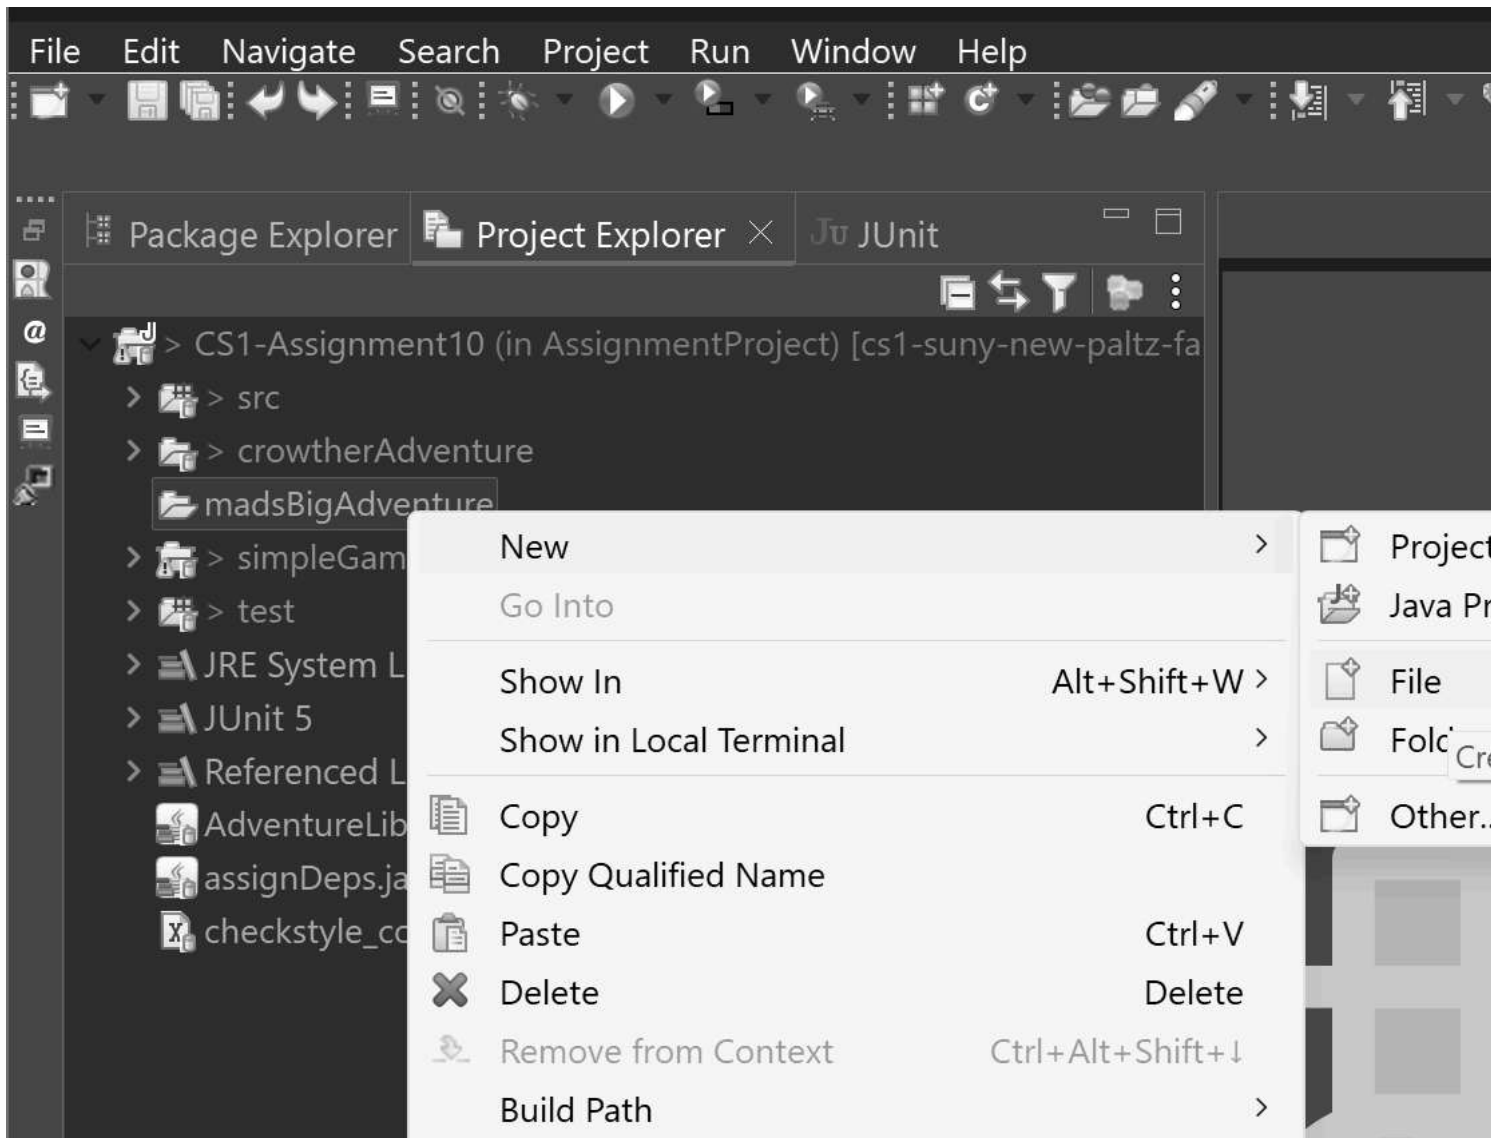 File Edit Navigate Search Project Run Window Help
Package Explorer Project Explorer Ju JUnit
> CS1-Assignment10 (in AssignmentProject) [cs1-suny-new-paltz-fa
> src
> crowtherAdventure
madsBigAdventure
> simpleGam
> test
JRE System L
JUnit 5
Referenced L
AdventureLib
assignDeps.ja
checkstyle_co
New
Go Into
Show In Alt+Shift+W
Show in Local Terminal
Copy Ctrl+C
Copy Qualified Name
Paste Ctrl+V
Delete Delete
Remove from Context Ctrl+Alt+Shift+↓
Build Path
Project
Java Pr
File
Fold
Cre
Other..